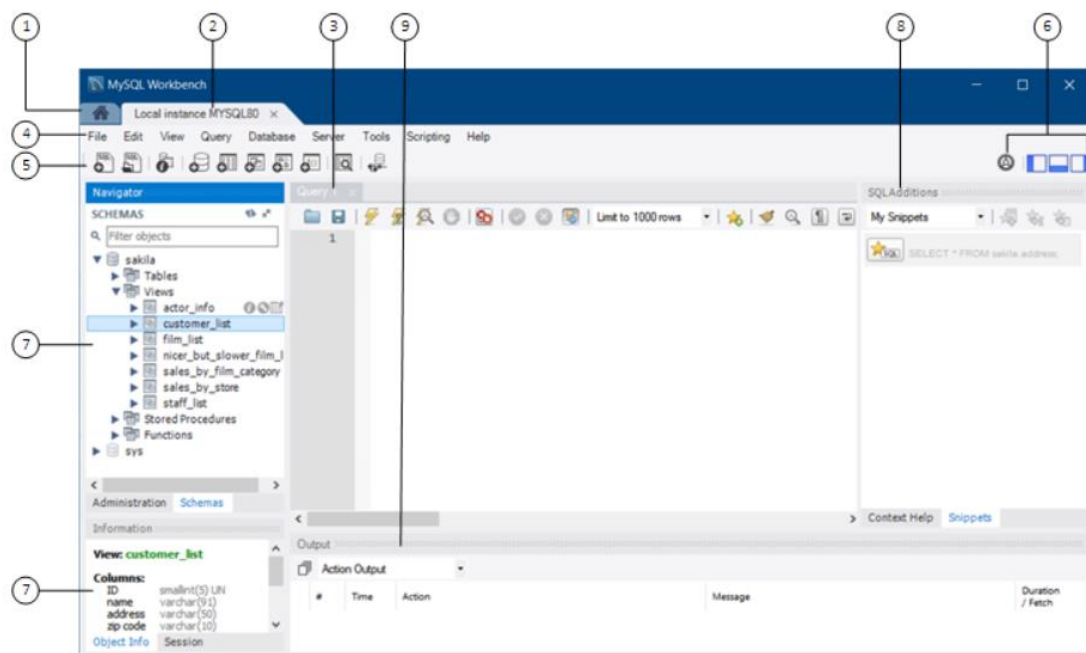 1 2 3 9 8 6
MySQL Workbench
1
Local instance MYSQL80 ×
4
File Edit View Query Database Server Tools Scripting Help
5
Navigator
Query 1 ×
SQLAdditions
SCHEMAS
Limit to 1000 rows
My Snippets
Filter objects
1
SELECT * FROM sakila.address;
sakila
Tables
Views
actor_info
customer_list
7
film_list
nicer_but_slower_film_l
sales_by_film_category
sales_by_store
staff_list
Stored Procedures
Functions
sys
Administration Schemas
Context Help Snippets
Information
Output
View: customer_list
Action Output
Columns:
# Time Action Message Duration / Fetch
7
ID smallint(5) UN
name varchar(91)
address varchar(50)
zip code varchar(10)
Object Info Session